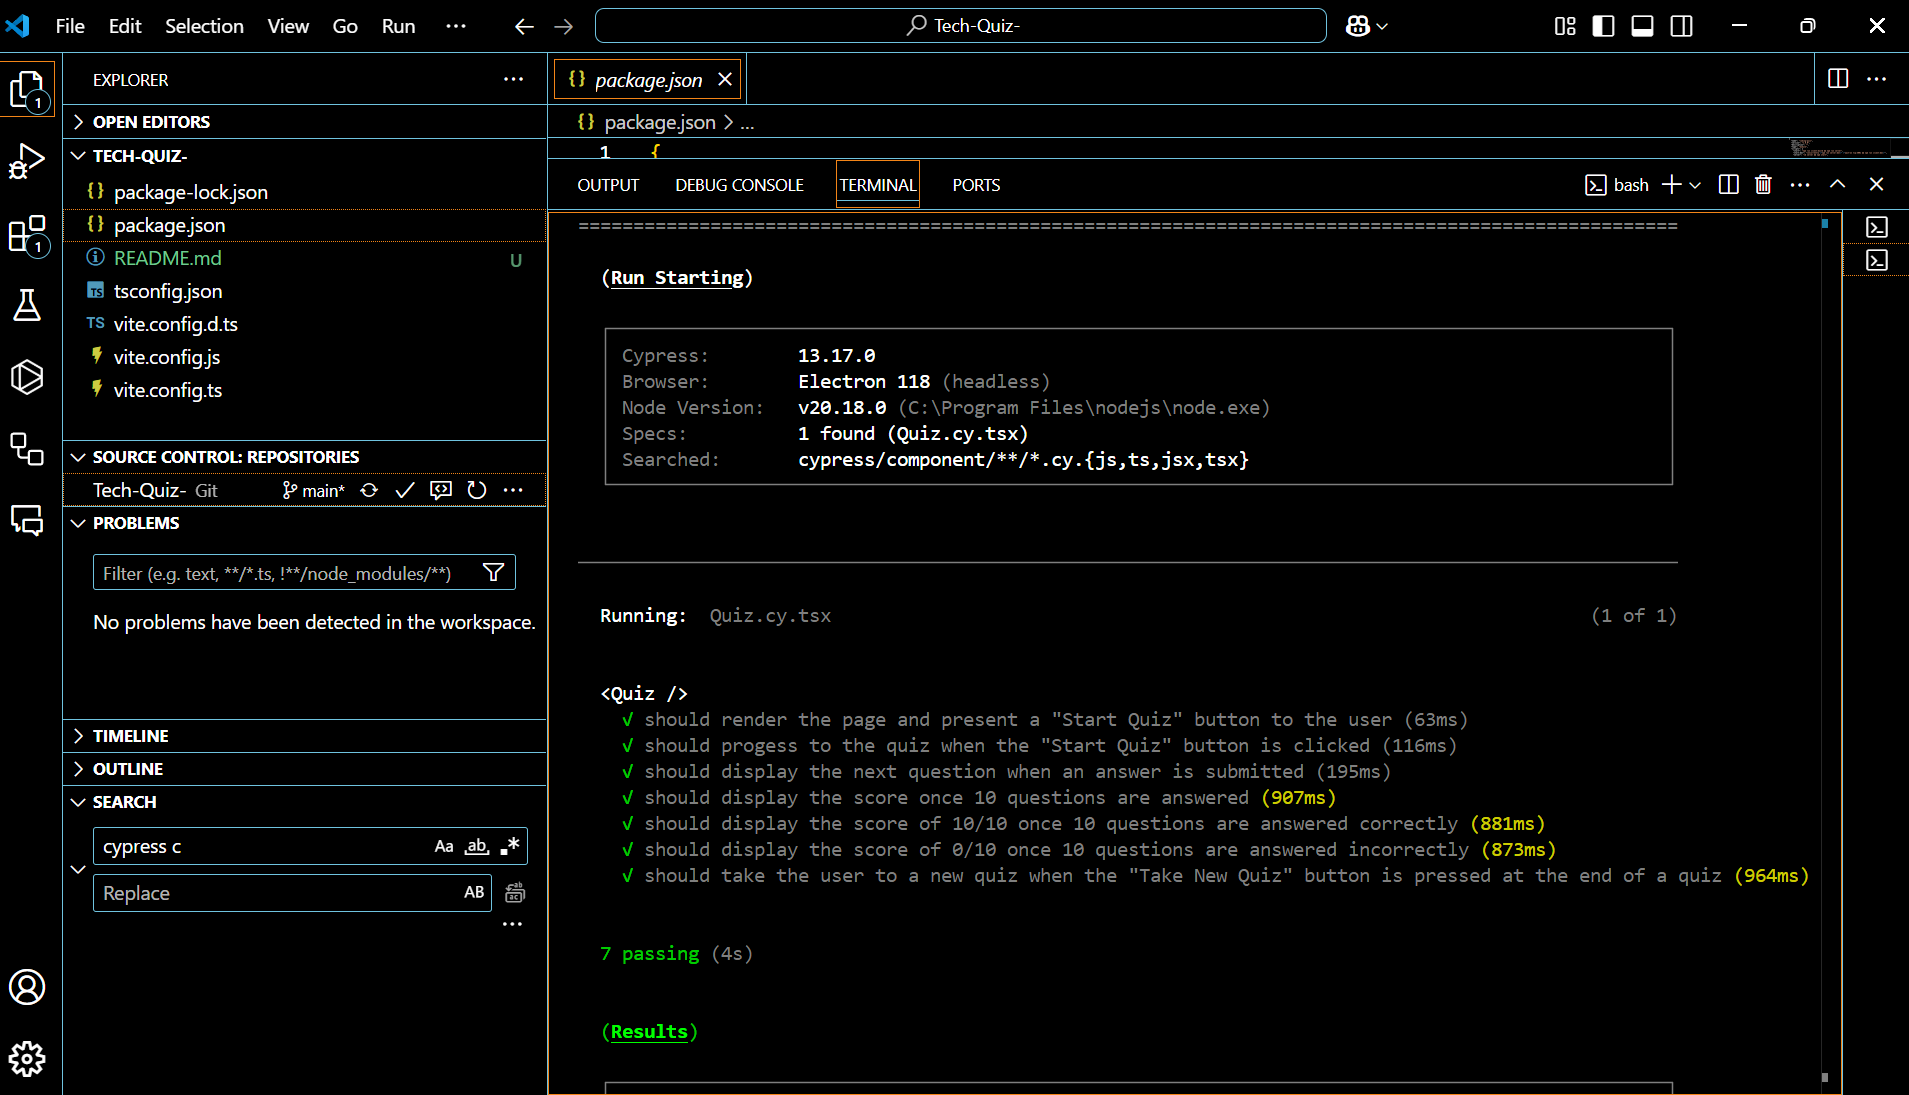 File Edit Selection View Go Run ...
Tech-Quiz-
EXPLORER
OPEN EDITORS
TECH-QUIZ-
{} package-lock.json
{} package.json
README.md U
TS tsconfig.json
TS vite.config.d.ts
vite.config.js
vite.config.ts
SOURCE CONTROL: REPOSITORIES
Tech-Quiz- Git main*
PROBLEMS
Filter (e.g. text, **/*.ts, !**/node_modules/**)
No problems have been detected in the workspace.
TIMELINE
OUTLINE
SEARCH
cypress c Aa ab .*
Replace AB
1
1
{} package.json
{} package.json > ...
1 {
OUTPUT DEBUG CONSOLE TERMINAL PORTS
bash
====================================================================================================
(Run Starting)
Cypress: 13.17.0
Browser: Electron 118 (headless)
Node Version: v20.18.0 (C:\Program Files\nodejs\node.exe)
Specs: 1 found (Quiz.cy.tsx)
Searched: cypress/component/**/*.cy.{js,ts,jsx,tsx}
Running: Quiz.cy.tsx (1 of 1)
<Quiz />
√ should render the page and present a "Start Quiz" button to the user (63ms)
√ should progess to the quiz when the "Start Quiz" button is clicked (116ms)
√ should display the next question when an answer is submitted (195ms)
√ should display the score once 10 questions are answered (907ms)
√ should display the score of 10/10 once 10 questions are answered correctly (881ms)
√ should display the score of 0/10 once 10 questions are answered incorrectly (873ms)
√ should take the user to a new quiz when the "Take New Quiz" button is pressed at the end of a quiz (964ms)
7 passing (4s)
(Results)